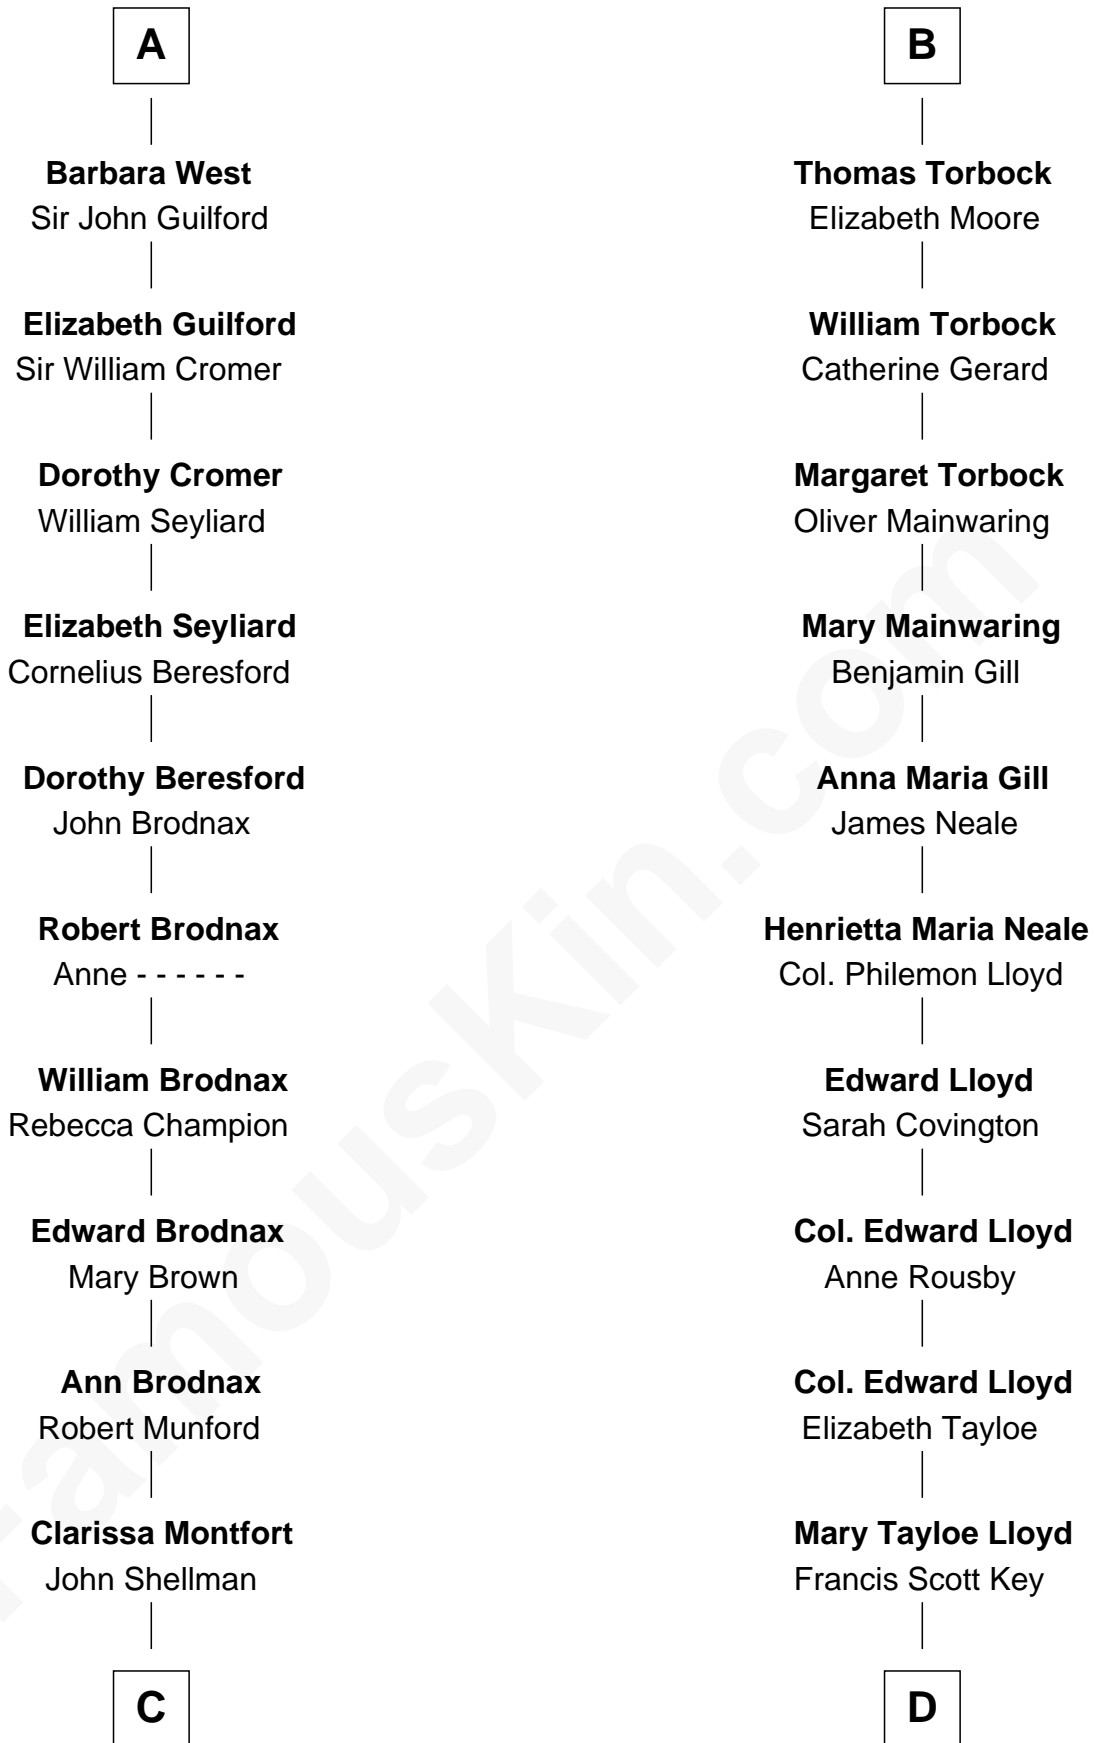 A
Barbara West
Sir John Guilford
Elizabeth Guilford
Sir William Cromer
Dorothy Cromer
William Seyliard
Elizabeth Seyliard
Cornelius Beresford
Dorothy Beresford
John Brodnax
Robert Brodnax
Anne - - - - - -
William Brodnax
Rebecca Champion
Edward Brodnax
Mary Brown
Ann Brodnax
Robert Munford
Clarissa Montfort
John Shellman
C
B
Thomas Torbock
Elizabeth Moore
William Torbock
Catherine Gerard
Margaret Torbock
Oliver Mainwaring
Mary Mainwaring
Benjamin Gill
Anna Maria Gill
James Neale
Henrietta Maria Neale
Col. Philemon Lloyd
Edward Lloyd
Sarah Covington
Col. Edward Lloyd
Anne Rousby
Col. Edward Lloyd
Elizabeth Tayloe
Mary Tayloe Lloyd
Francis Scott Key
D
FamousKin.com